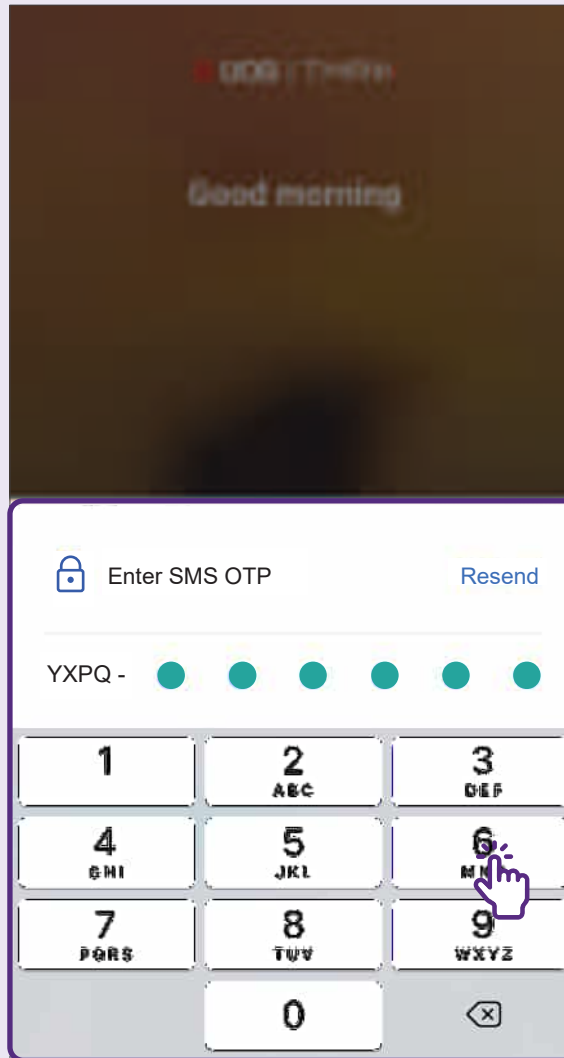 Good morning
Enter SMS OTP Resend
YXPQ -
1 2 3
ABC DEF
4 5 6
GHI JKL
7 8 9
PQRS TUV WXYZ
0